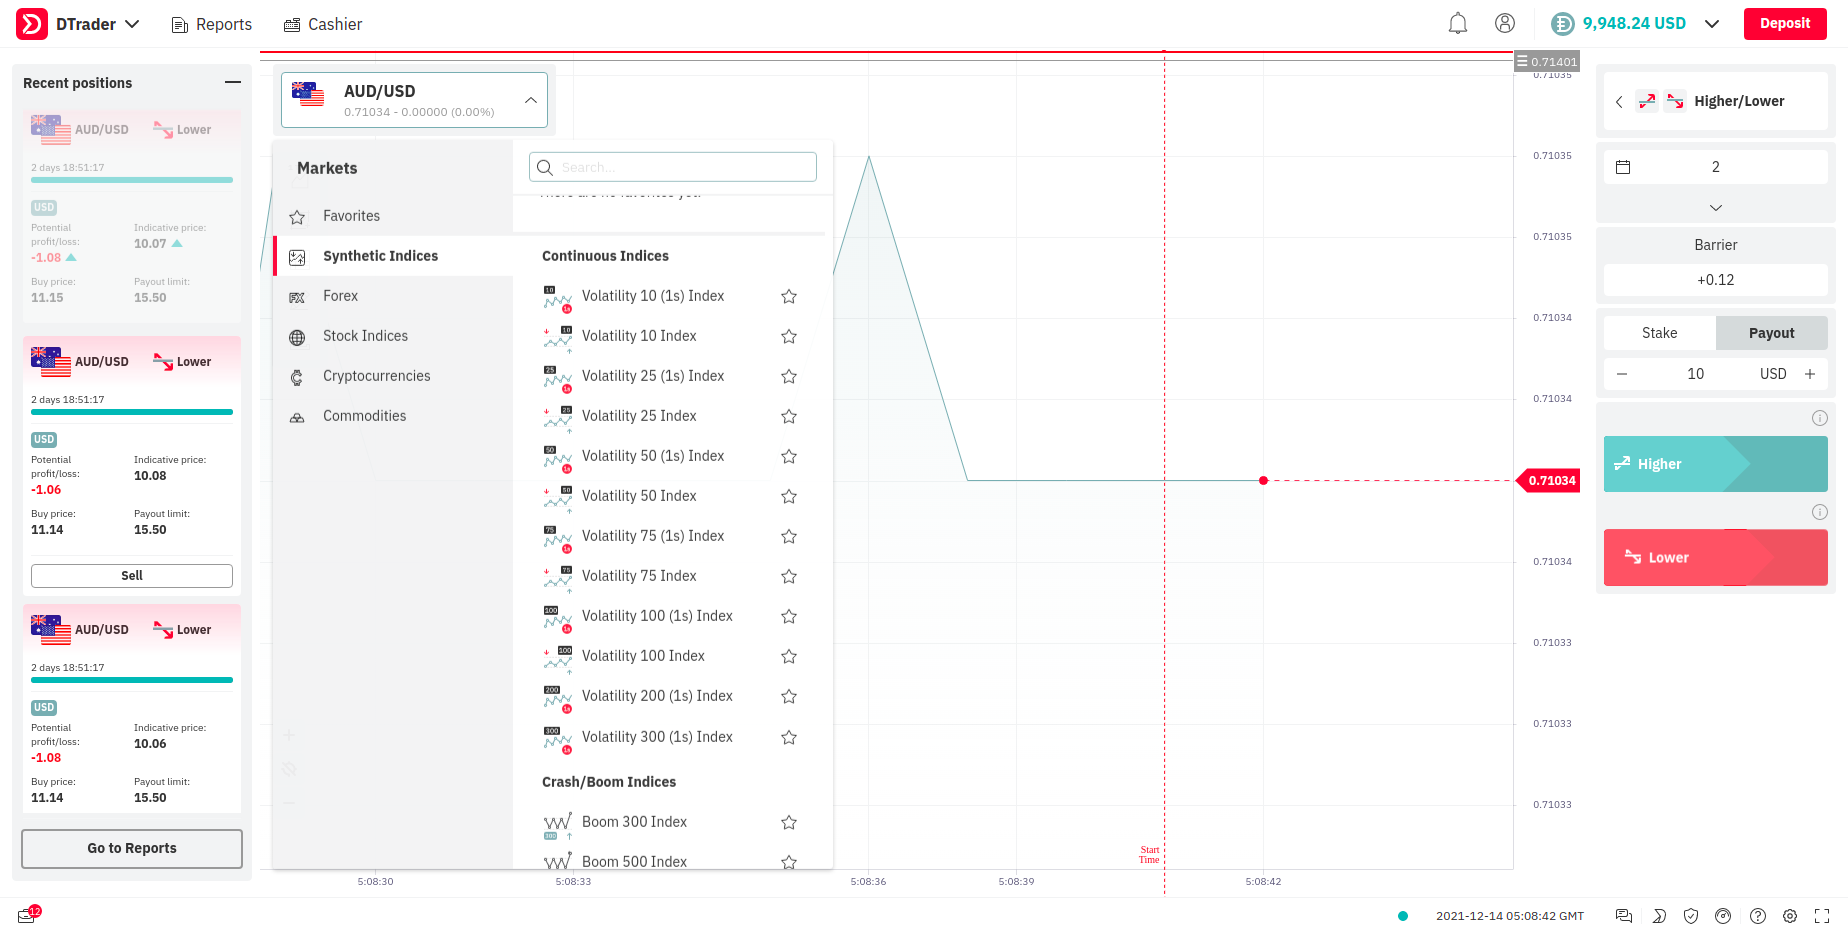 DTrader
Reports
Cashier
9,948.24 USD
Deposit
Recent positions
AUD/USD
Lower
2 days 18:51:17
USD
Potential profit/loss:
-1.08
Indicative price:
10.07
Buy price:
11.15
Payout limit:
15.50
AUD/USD
Lower
2 days 18:51:17
USD
Potential profit/loss:
-1.06
Indicative price:
10.08
Buy price:
11.14
Payout limit:
15.50
Sell
AUD/USD
Lower
2 days 18:51:17
USD
Potential profit/loss:
-1.08
Indicative price:
10.06
Buy price:
11.14
Payout limit:
15.50
Go to Reports
12
AUD/USD
0.71034 - 0.00000 (0.00%)
Markets
Search...
Favorites
Synthetic Indices
Forex
Stock Indices
Cryptocurrencies
Commodities
There are no favorites yet.
Continuous Indices
Volatility 10 (1s) Index
Volatility 10 Index
Volatility 25 (1s) Index
Volatility 25 Index
Volatility 50 (1s) Index
Volatility 50 Index
Volatility 75 (1s) Index
Volatility 75 Index
Volatility 100 (1s) Index
Volatility 100 Index
Volatility 200 (1s) Index
Volatility 300 (1s) Index
Crash/Boom Indices
Boom 300 Index
Boom 500 Index
0.71401
0.71035
0.71035
0.71035
0.71034
0.71034
0.71034
0.71034
0.71033
0.71033
0.71033
Start
Time
5:08:30
5:08:33
5:08:36
5:08:39
5:08:42
Higher/Lower
2
Barrier
+0.12
Stake
Payout
10
USD
Higher
Lower
2021-12-14 05:08:42 GMT